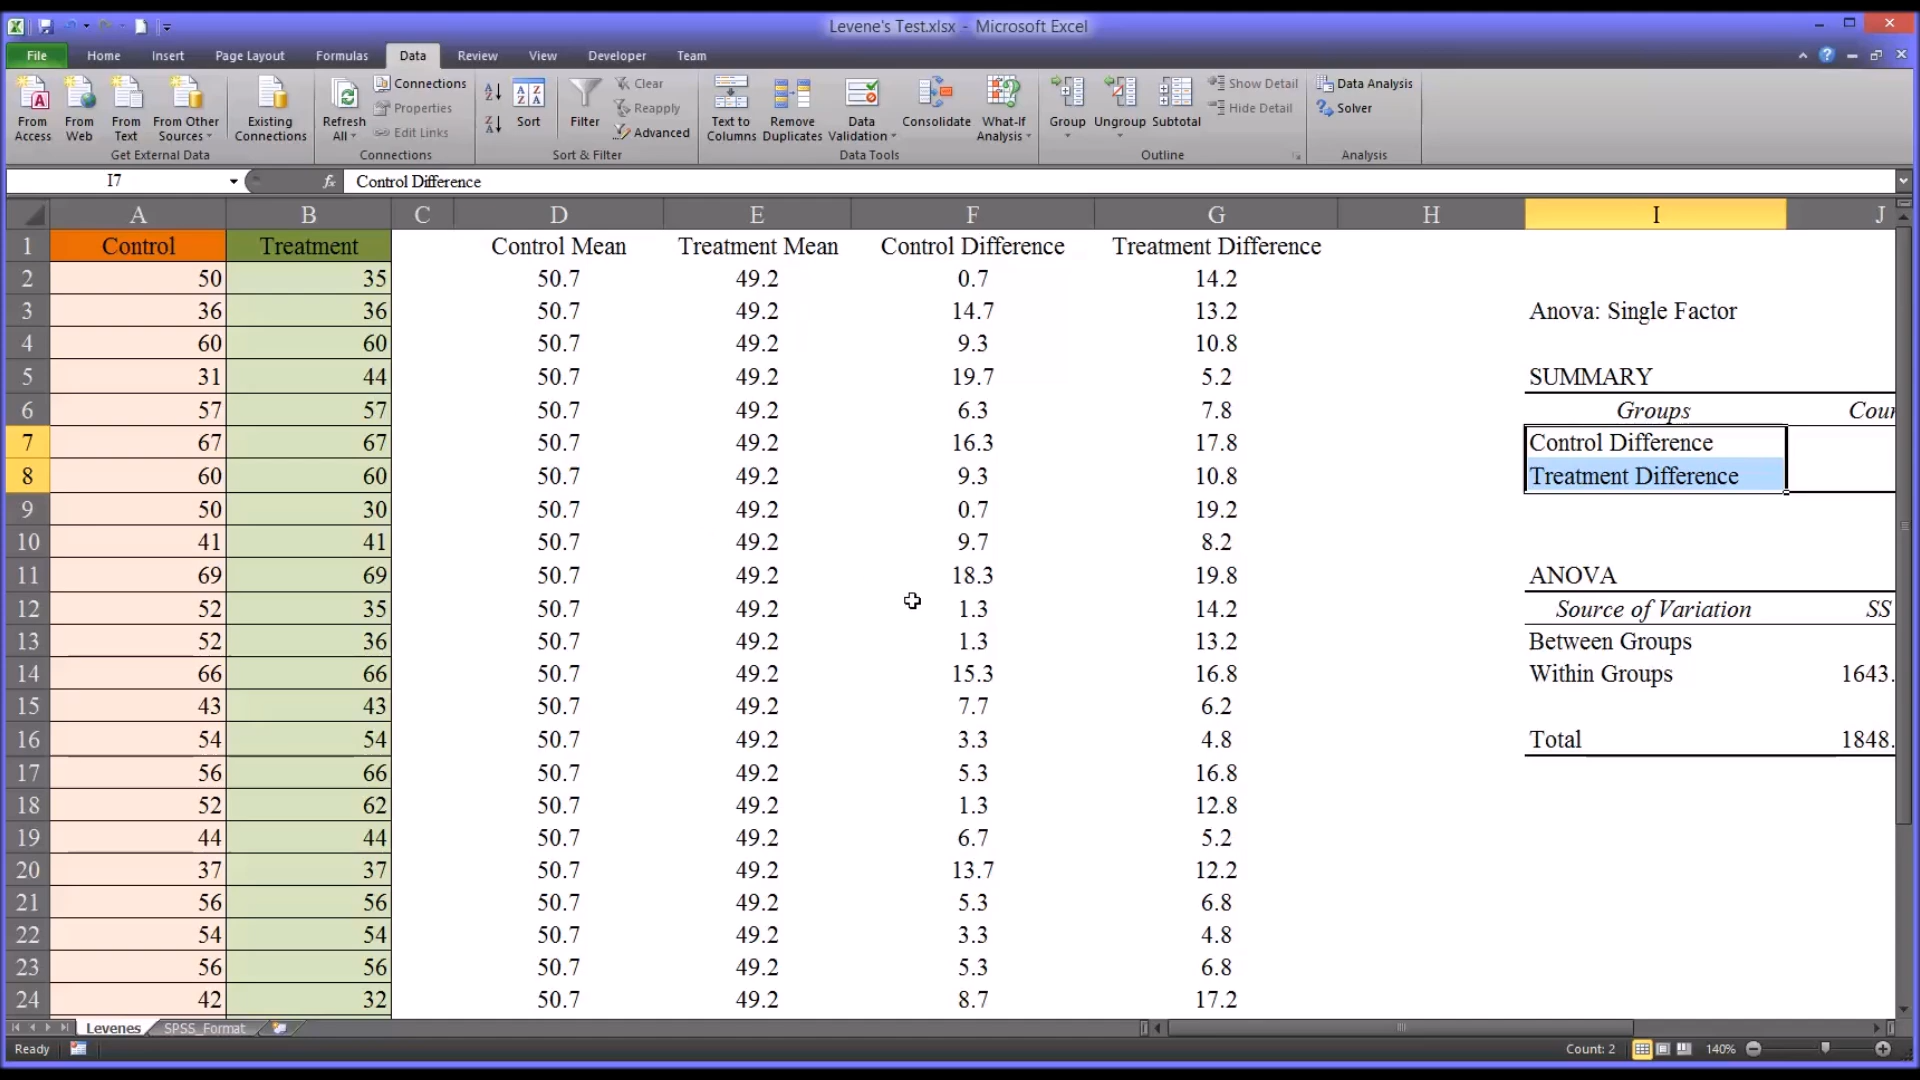 Levene's Test.xlsx - Microsoft Excel
File Home Insert Page Layout Formulas Data Review View Developer Team
From Access
From Web
From Text
From Other Sources
Existing Connections
Get External Data
Refresh All
Connections
Properties
Edit Links
Connections
Sort
Filter
Clear
Reapply
Advanced
Sort & Filter
Text to Columns
Remove Duplicates
Data Validation
Consolidate
What-If Analysis
Data Tools
Group
Ungroup
Subtotal
Show Detail
Hide Detail
Outline
Data Analysis
Solver
Analysis
I7 fx Control Difference
A B C D E F G H I J
1 Control Treatment Control Mean Treatment Mean Control Difference Treatment Difference
2 50 35 50.7 49.2 0.7 14.2
3 36 36 50.7 49.2 14.7 13.2 Anova: Single Factor
4 60 60 50.7 49.2 9.3 10.8
5 31 44 50.7 49.2 19.7 5.2 SUMMARY
6 57 57 50.7 49.2 6.3 7.8 Groups Cour
7 67 67 50.7 49.2 16.3 17.8 Control Difference
8 60 60 50.7 49.2 9.3 10.8 Treatment Difference
9 50 30 50.7 49.2 0.7 19.2
10 41 41 50.7 49.2 9.7 8.2
11 69 69 50.7 49.2 18.3 19.8 ANOVA
12 52 35 50.7 49.2 1.3 14.2 Source of Variation SS
13 52 36 50.7 49.2 1.3 13.2 Between Groups
14 66 66 50.7 49.2 15.3 16.8 Within Groups 1643.
15 43 43 50.7 49.2 7.7 6.2
16 54 54 50.7 49.2 3.3 4.8 Total 1848.
17 56 66 50.7 49.2 5.3 16.8
18 52 62 50.7 49.2 1.3 12.8
19 44 44 50.7 49.2 6.7 5.2
20 37 37 50.7 49.2 13.7 12.2
21 56 56 50.7 49.2 5.3 6.8
22 54 54 50.7 49.2 3.3 4.8
23 56 56 50.7 49.2 5.3 6.8
24 42 32 50.7 49.2 8.7 17.2
Levenes SPSS_Format
Ready Count: 2 140%